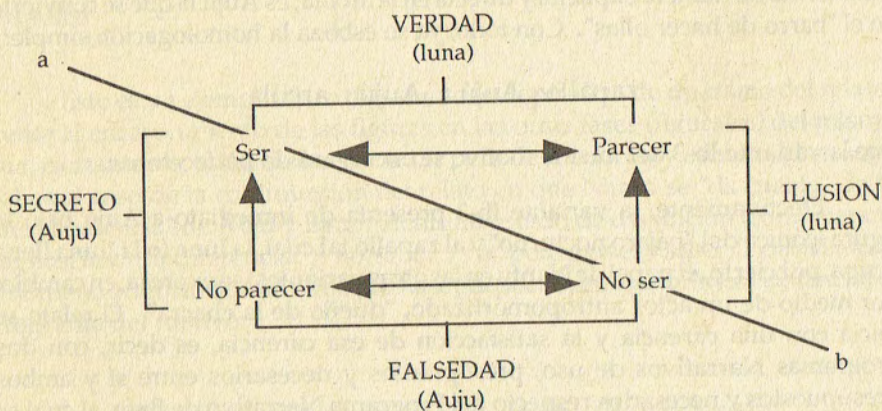 VERDAD
(luna)
a
Ser
Parecer
SECRETO
(Auju)
ILUSION
(luna)
No parecer
No ser
b
FALSEDAD
(Auju)